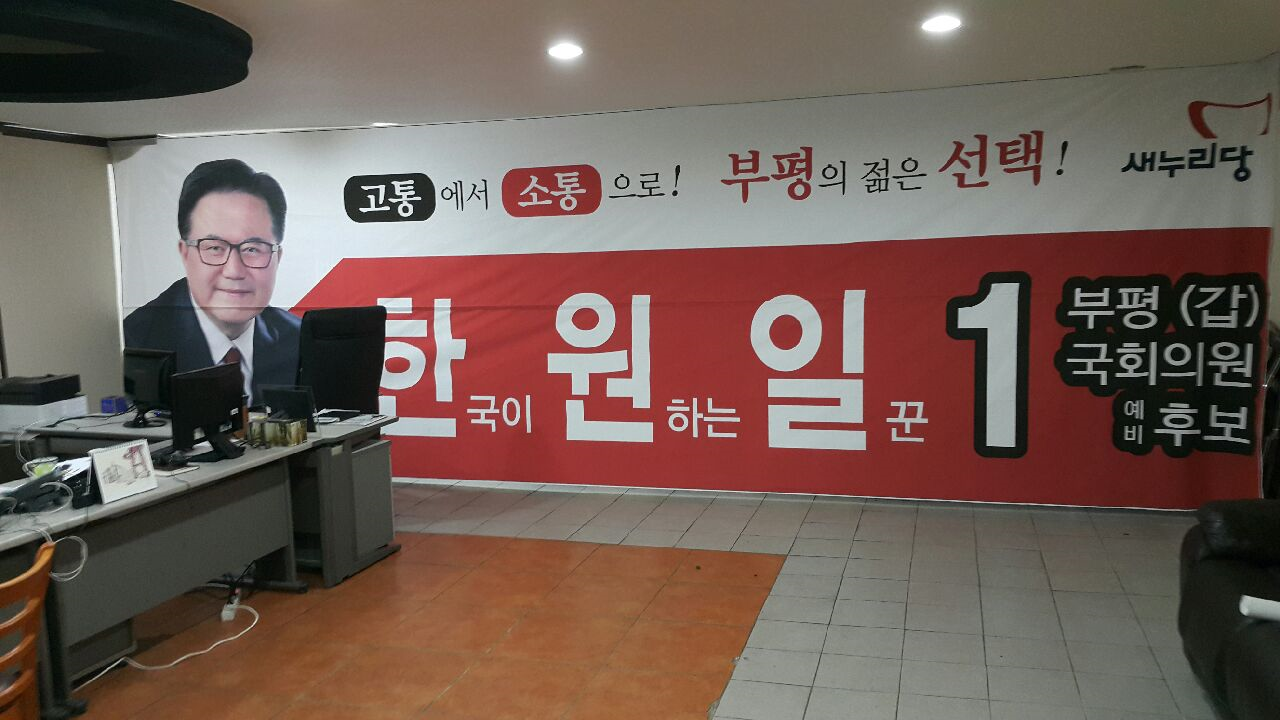 고통에서 소통으로! 부평의 젊은 선택!
새누리당
한국이 원하는 일꾼
1
부평 (갑)
국회의원
예비 후보